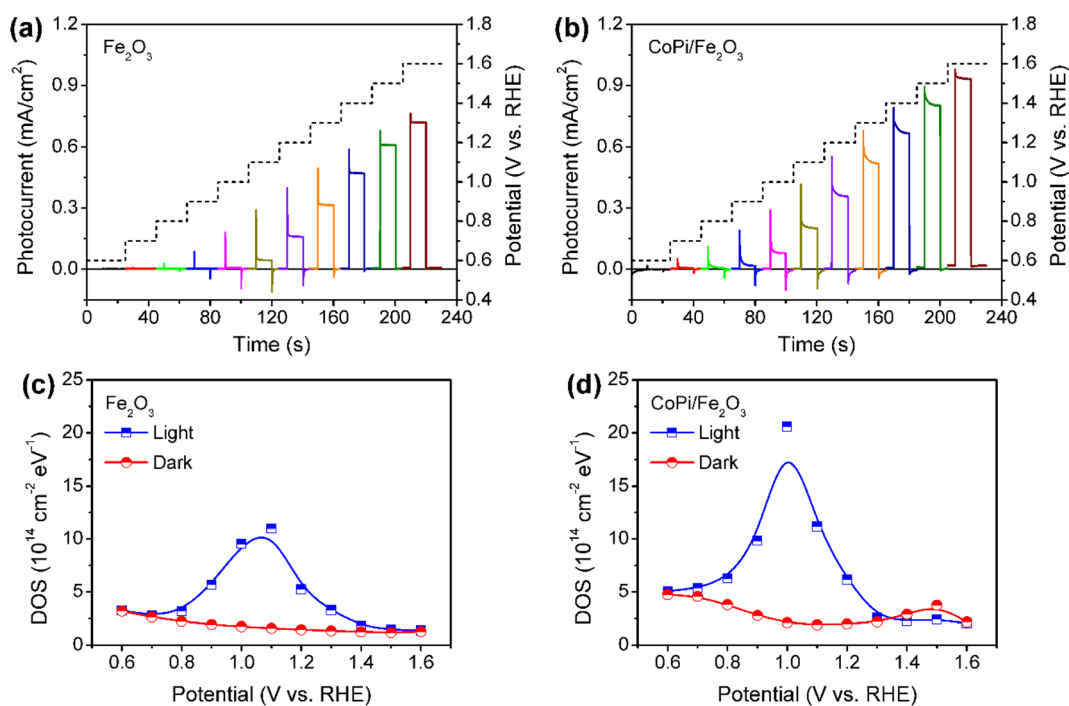 (a)
Fe₂O₃
Photocurrent (mA/cm²)
1.2
0.9
0.6
0.3
0.0
1.8
1.6
1.4
1.2
1.0
0.8
0.6
0.4
Potential (V vs. RHE)
0 40 80 120 160 200 240
Time (s)
(b)
CoPi/Fe₂O₃
Photocurrent (mA/cm²)
1.2
0.9
0.6
0.3
0.0
1.8
1.6
1.4
1.2
1.0
0.8
0.6
0.4
Potential (V vs. RHE)
0 40 80 120 160 200 240
Time (s)
(c)
Fe₂O₃
Light
Dark
DOS (10¹⁴ cm⁻² eV⁻¹)
25
20
15
10
5
0
0.6 0.8 1.0 1.2 1.4 1.6
Potential (V vs. RHE)
(d)
CoPi/Fe₂O₃
Light
Dark
DOS (10¹⁴ cm⁻² eV⁻¹)
25
20
15
10
5
0
0.6 0.8 1.0 1.2 1.4 1.6
Potential (V vs. RHE)